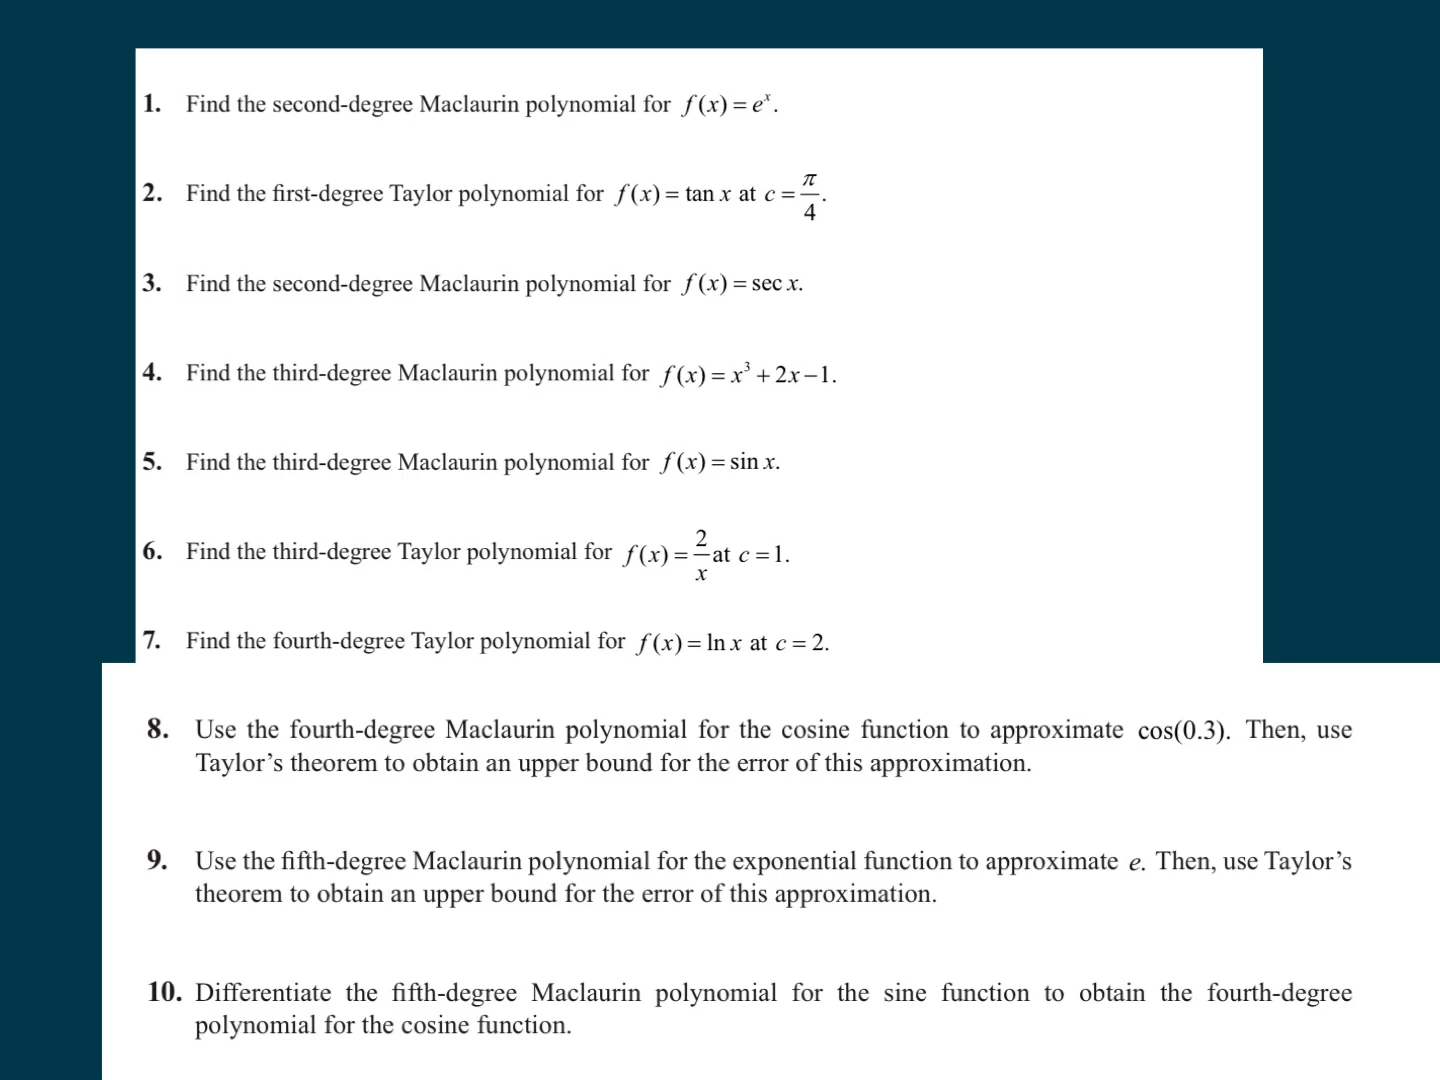 1. Find the second-degree Maclaurin polynomial for f(x) = eˣ.
2. Find the first-degree Taylor polynomial for f(x) = tan x at c = π/4.
3. Find the second-degree Maclaurin polynomial for f(x) = sec x.
4. Find the third-degree Maclaurin polynomial for f(x) = x³ + 2x − 1.
5. Find the third-degree Maclaurin polynomial for f(x) = sin x.
6. Find the third-degree Taylor polynomial for f(x) = 2/x at c = 1.
7. Find the fourth-degree Taylor polynomial for f(x) = ln x at c = 2.
8. Use the fourth-degree Maclaurin polynomial for the cosine function to approximate cos(0.3). Then, use
Taylor’s theorem to obtain an upper bound for the error of this approximation.
9. Use the fifth-degree Maclaurin polynomial for the exponential function to approximate e. Then, use Taylor’s
theorem to obtain an upper bound for the error of this approximation.
10. Differentiate the fifth-degree Maclaurin polynomial for the sine function to obtain the fourth-degree
polynomial for the cosine function.